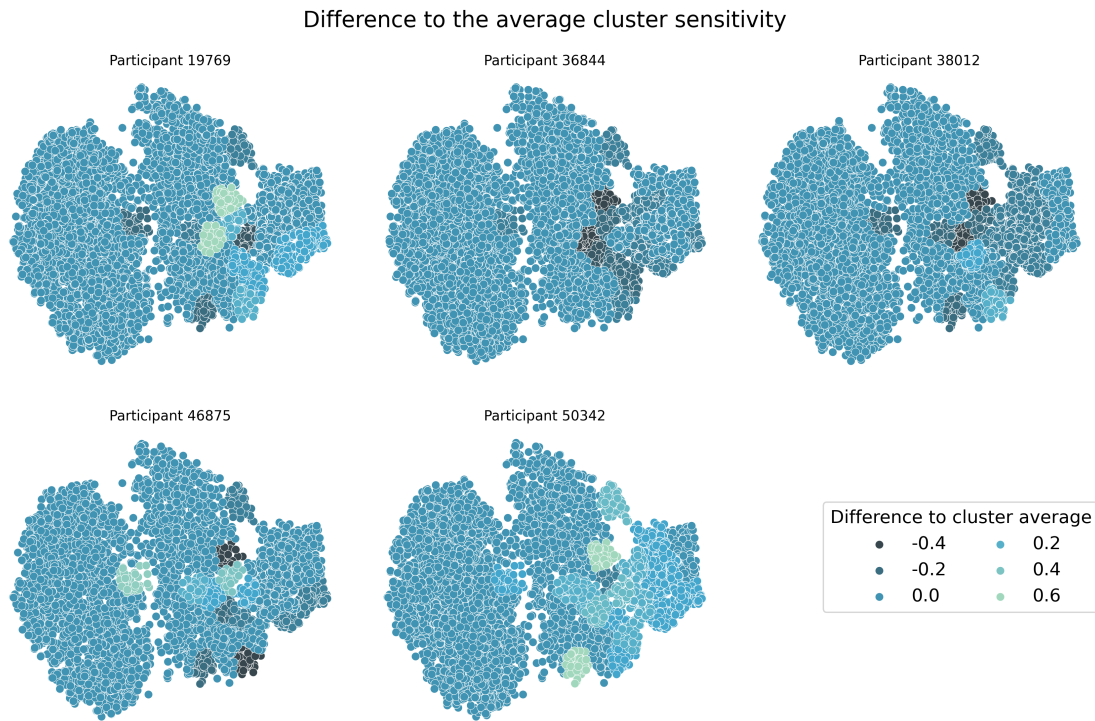 Difference to the average cluster sensitivity
Participant 19769
Participant 36844
Participant 38012
Participant 46875
Participant 50342
Difference to cluster average
-0.4
0.2
-0.2
0.4
0.0
0.6